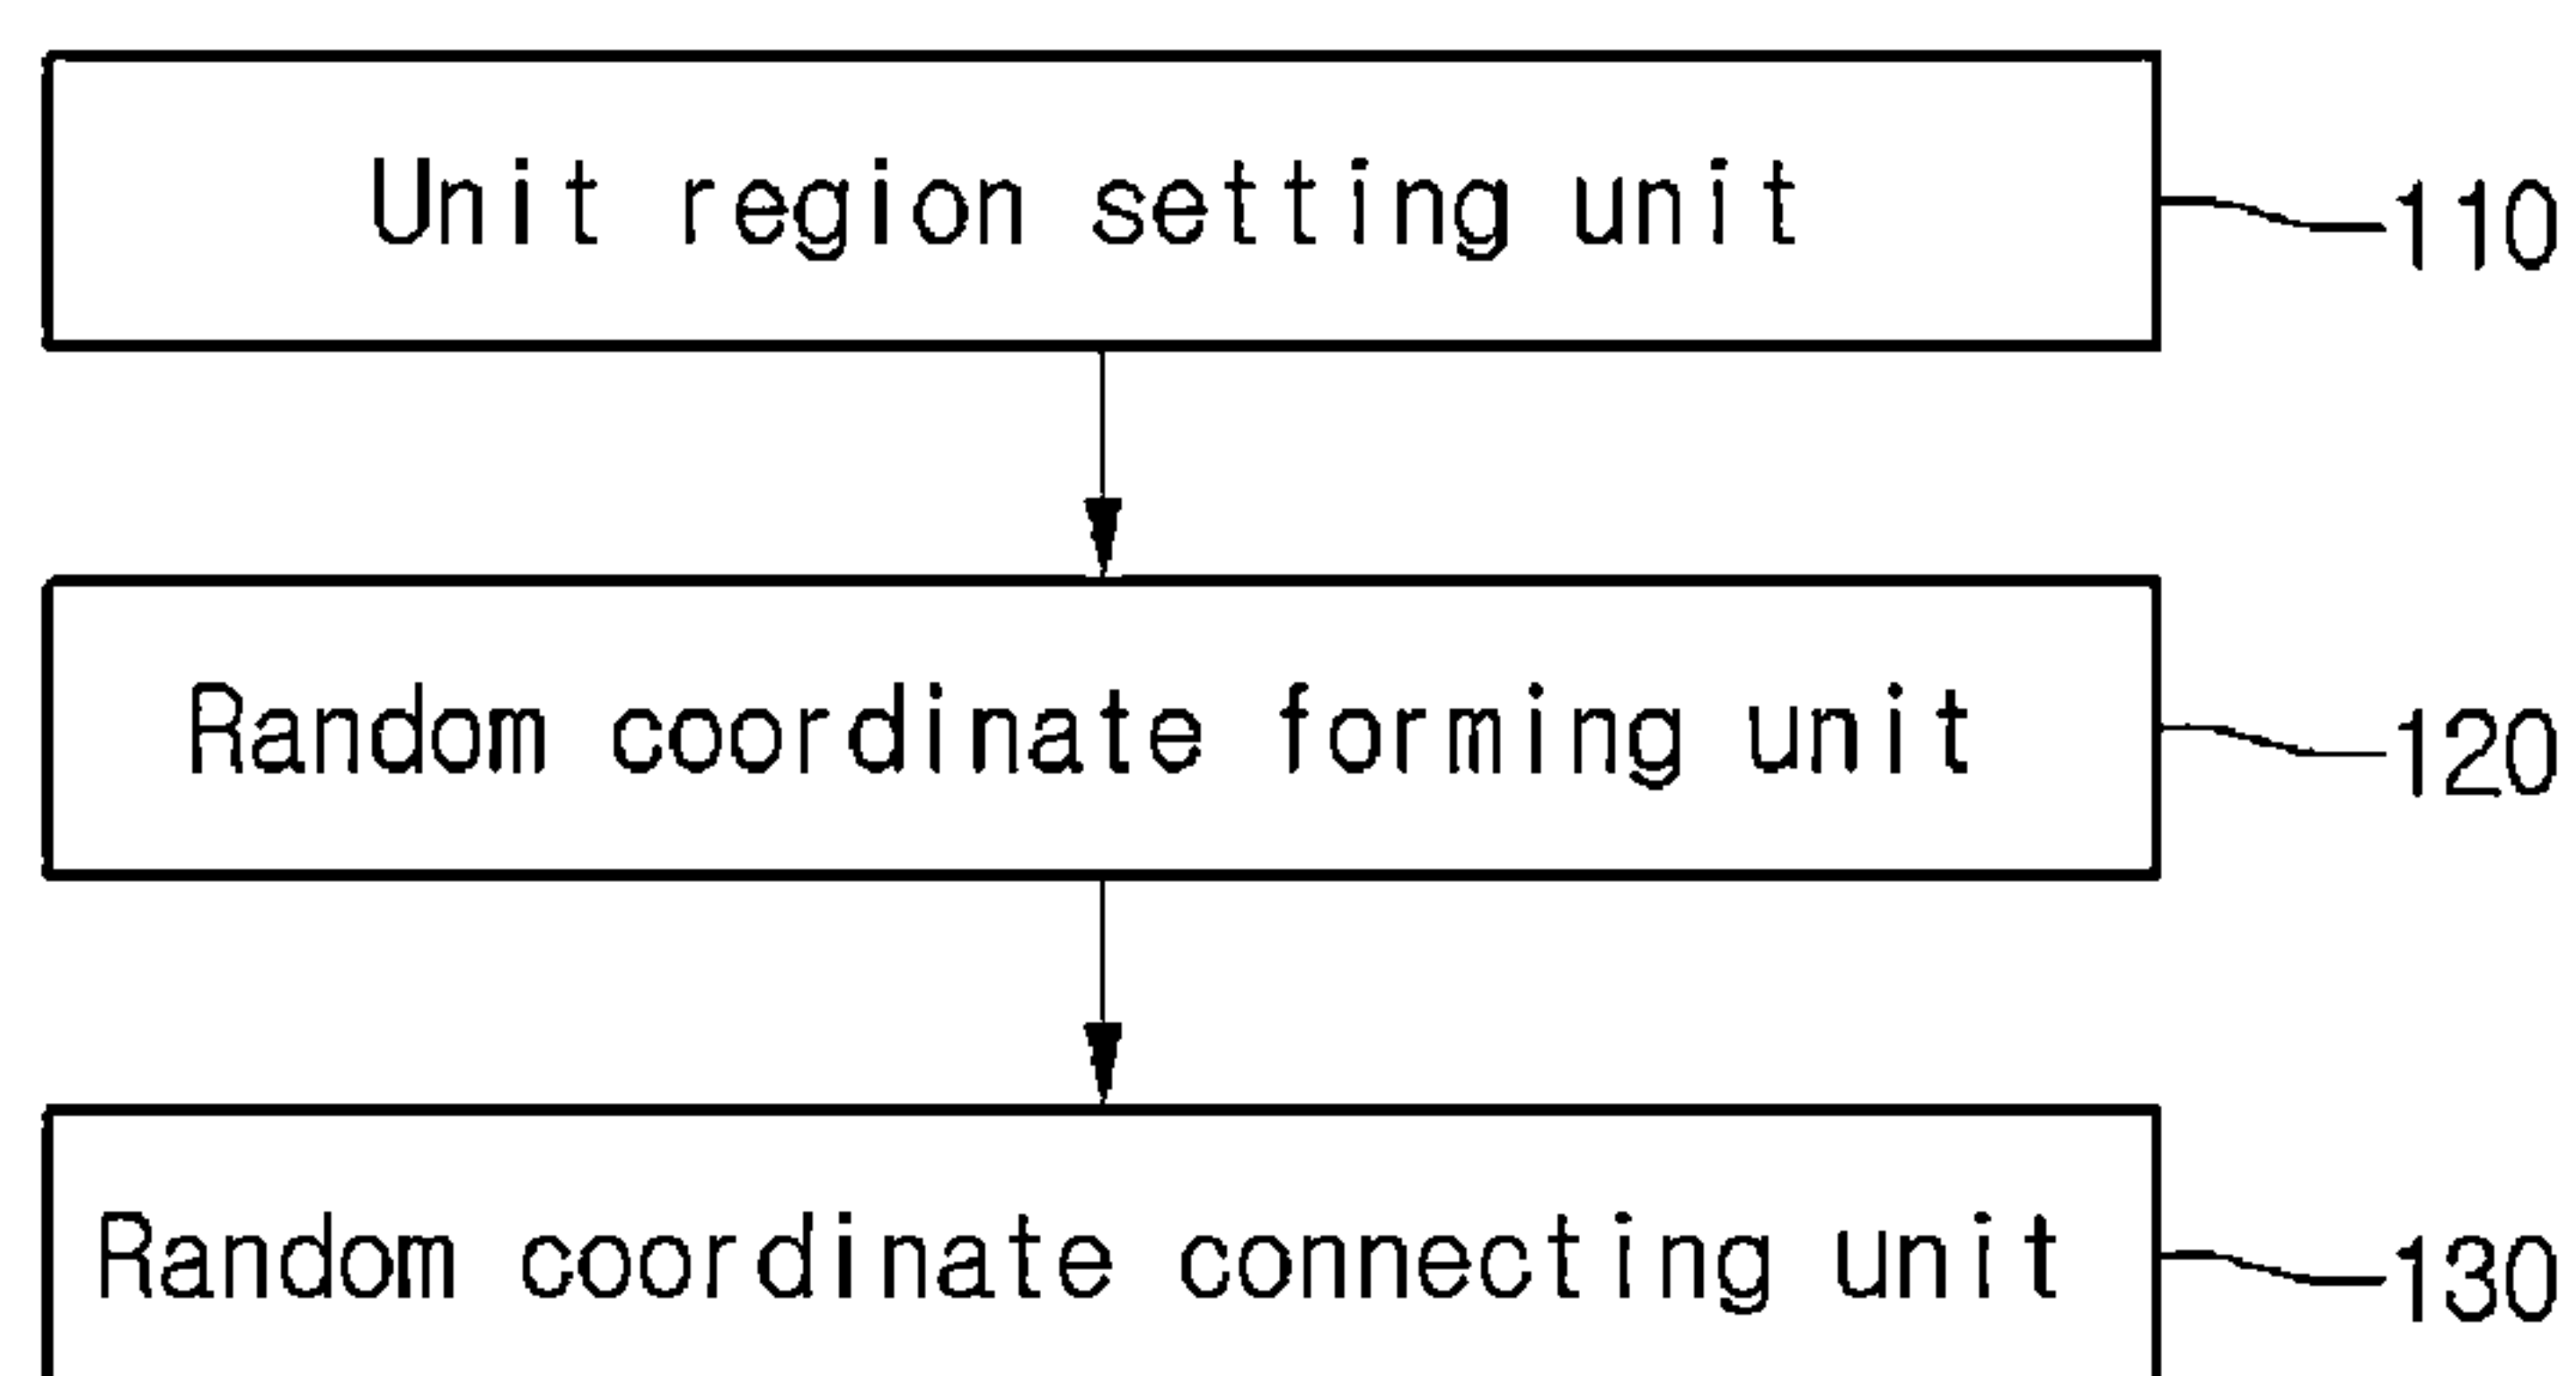 Unit region setting unit
110
Random coordinate forming unit
120
Random coordinate connecting unit
130